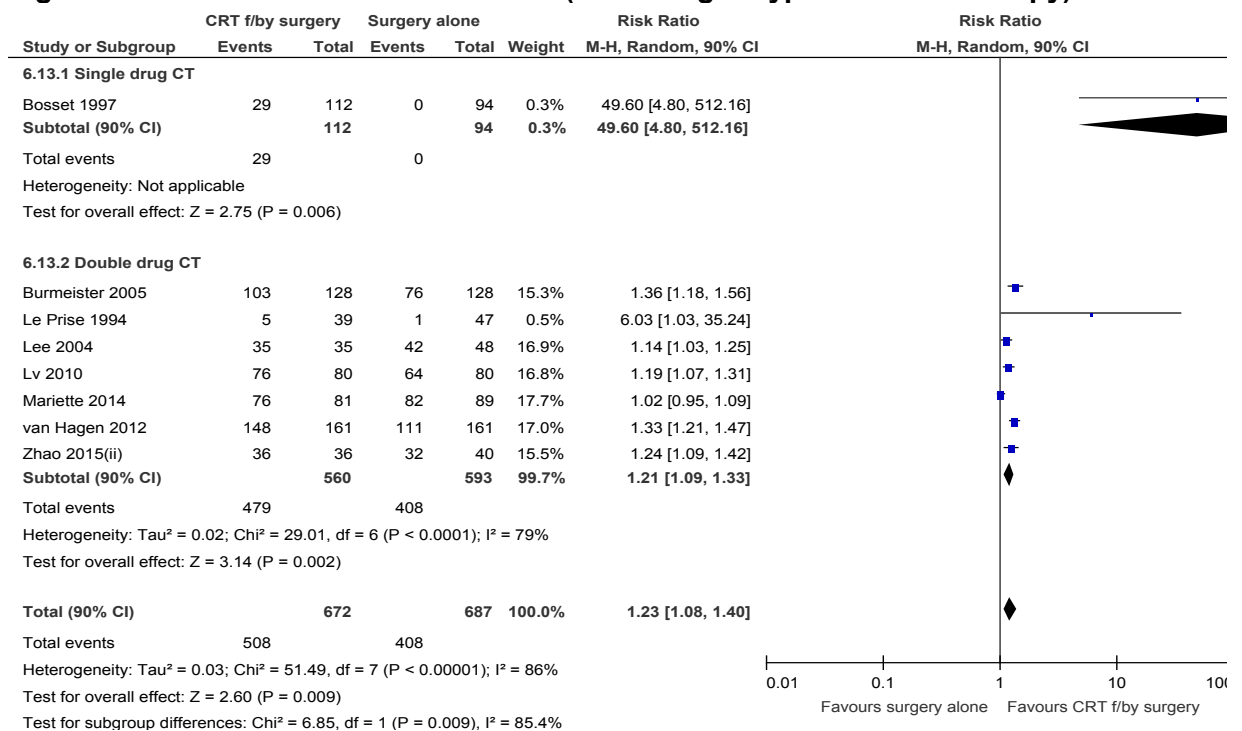 CRT f/by surgery Surgery alone Risk Ratio Risk Ratio
Study or Subgroup Events Total Events Total Weight M-H, Random, 90% CI M-H, Random, 90% CI
6.13.1 Single drug CT
Bosset 1997 29 112 0 94 0.3% 49.60 [4.80, 512.16]
Subtotal (90% CI) 112 94 0.3% 49.60 [4.80, 512.16]
Total events 29 0
Heterogeneity: Not applicable
Test for overall effect: Z = 2.75 (P = 0.006)
6.13.2 Double drug CT
Burmeister 2005 103 128 76 128 15.3% 1.36 [1.18, 1.56]
Le Prise 1994 5 39 1 47 0.5% 6.03 [1.03, 35.24]
Lee 2004 35 35 42 48 16.9% 1.14 [1.03, 1.25]
Lv 2010 76 80 64 80 16.8% 1.19 [1.07, 1.31]
Mariette 2014 76 81 82 89 17.7% 1.02 [0.95, 1.09]
van Hagen 2012 148 161 111 161 17.0% 1.33 [1.21, 1.47]
Zhao 2015(ii) 36 36 32 40 15.5% 1.24 [1.09, 1.42]
Subtotal (90% CI) 560 593 99.7% 1.21 [1.09, 1.33]
Total events 479 408
Heterogeneity: Tau² = 0.02; Chi² = 29.01, df = 6 (P < 0.0001); I² = 79%
Test for overall effect: Z = 3.14 (P = 0.002)
Total (90% CI) 672 687 100.0% 1.23 [1.08, 1.40]
Total events 508 408
Heterogeneity: Tau² = 0.03; Chi² = 51.49, df = 7 (P < 0.00001); I² = 86%
Test for overall effect: Z = 2.60 (P = 0.009)
Test for subgroup differences: Chi² = 6.85, df = 1 (P = 0.009), I² = 85.4%
0.01 0.1 1 10
Favours surgery alone Favours CRT f/by surgery